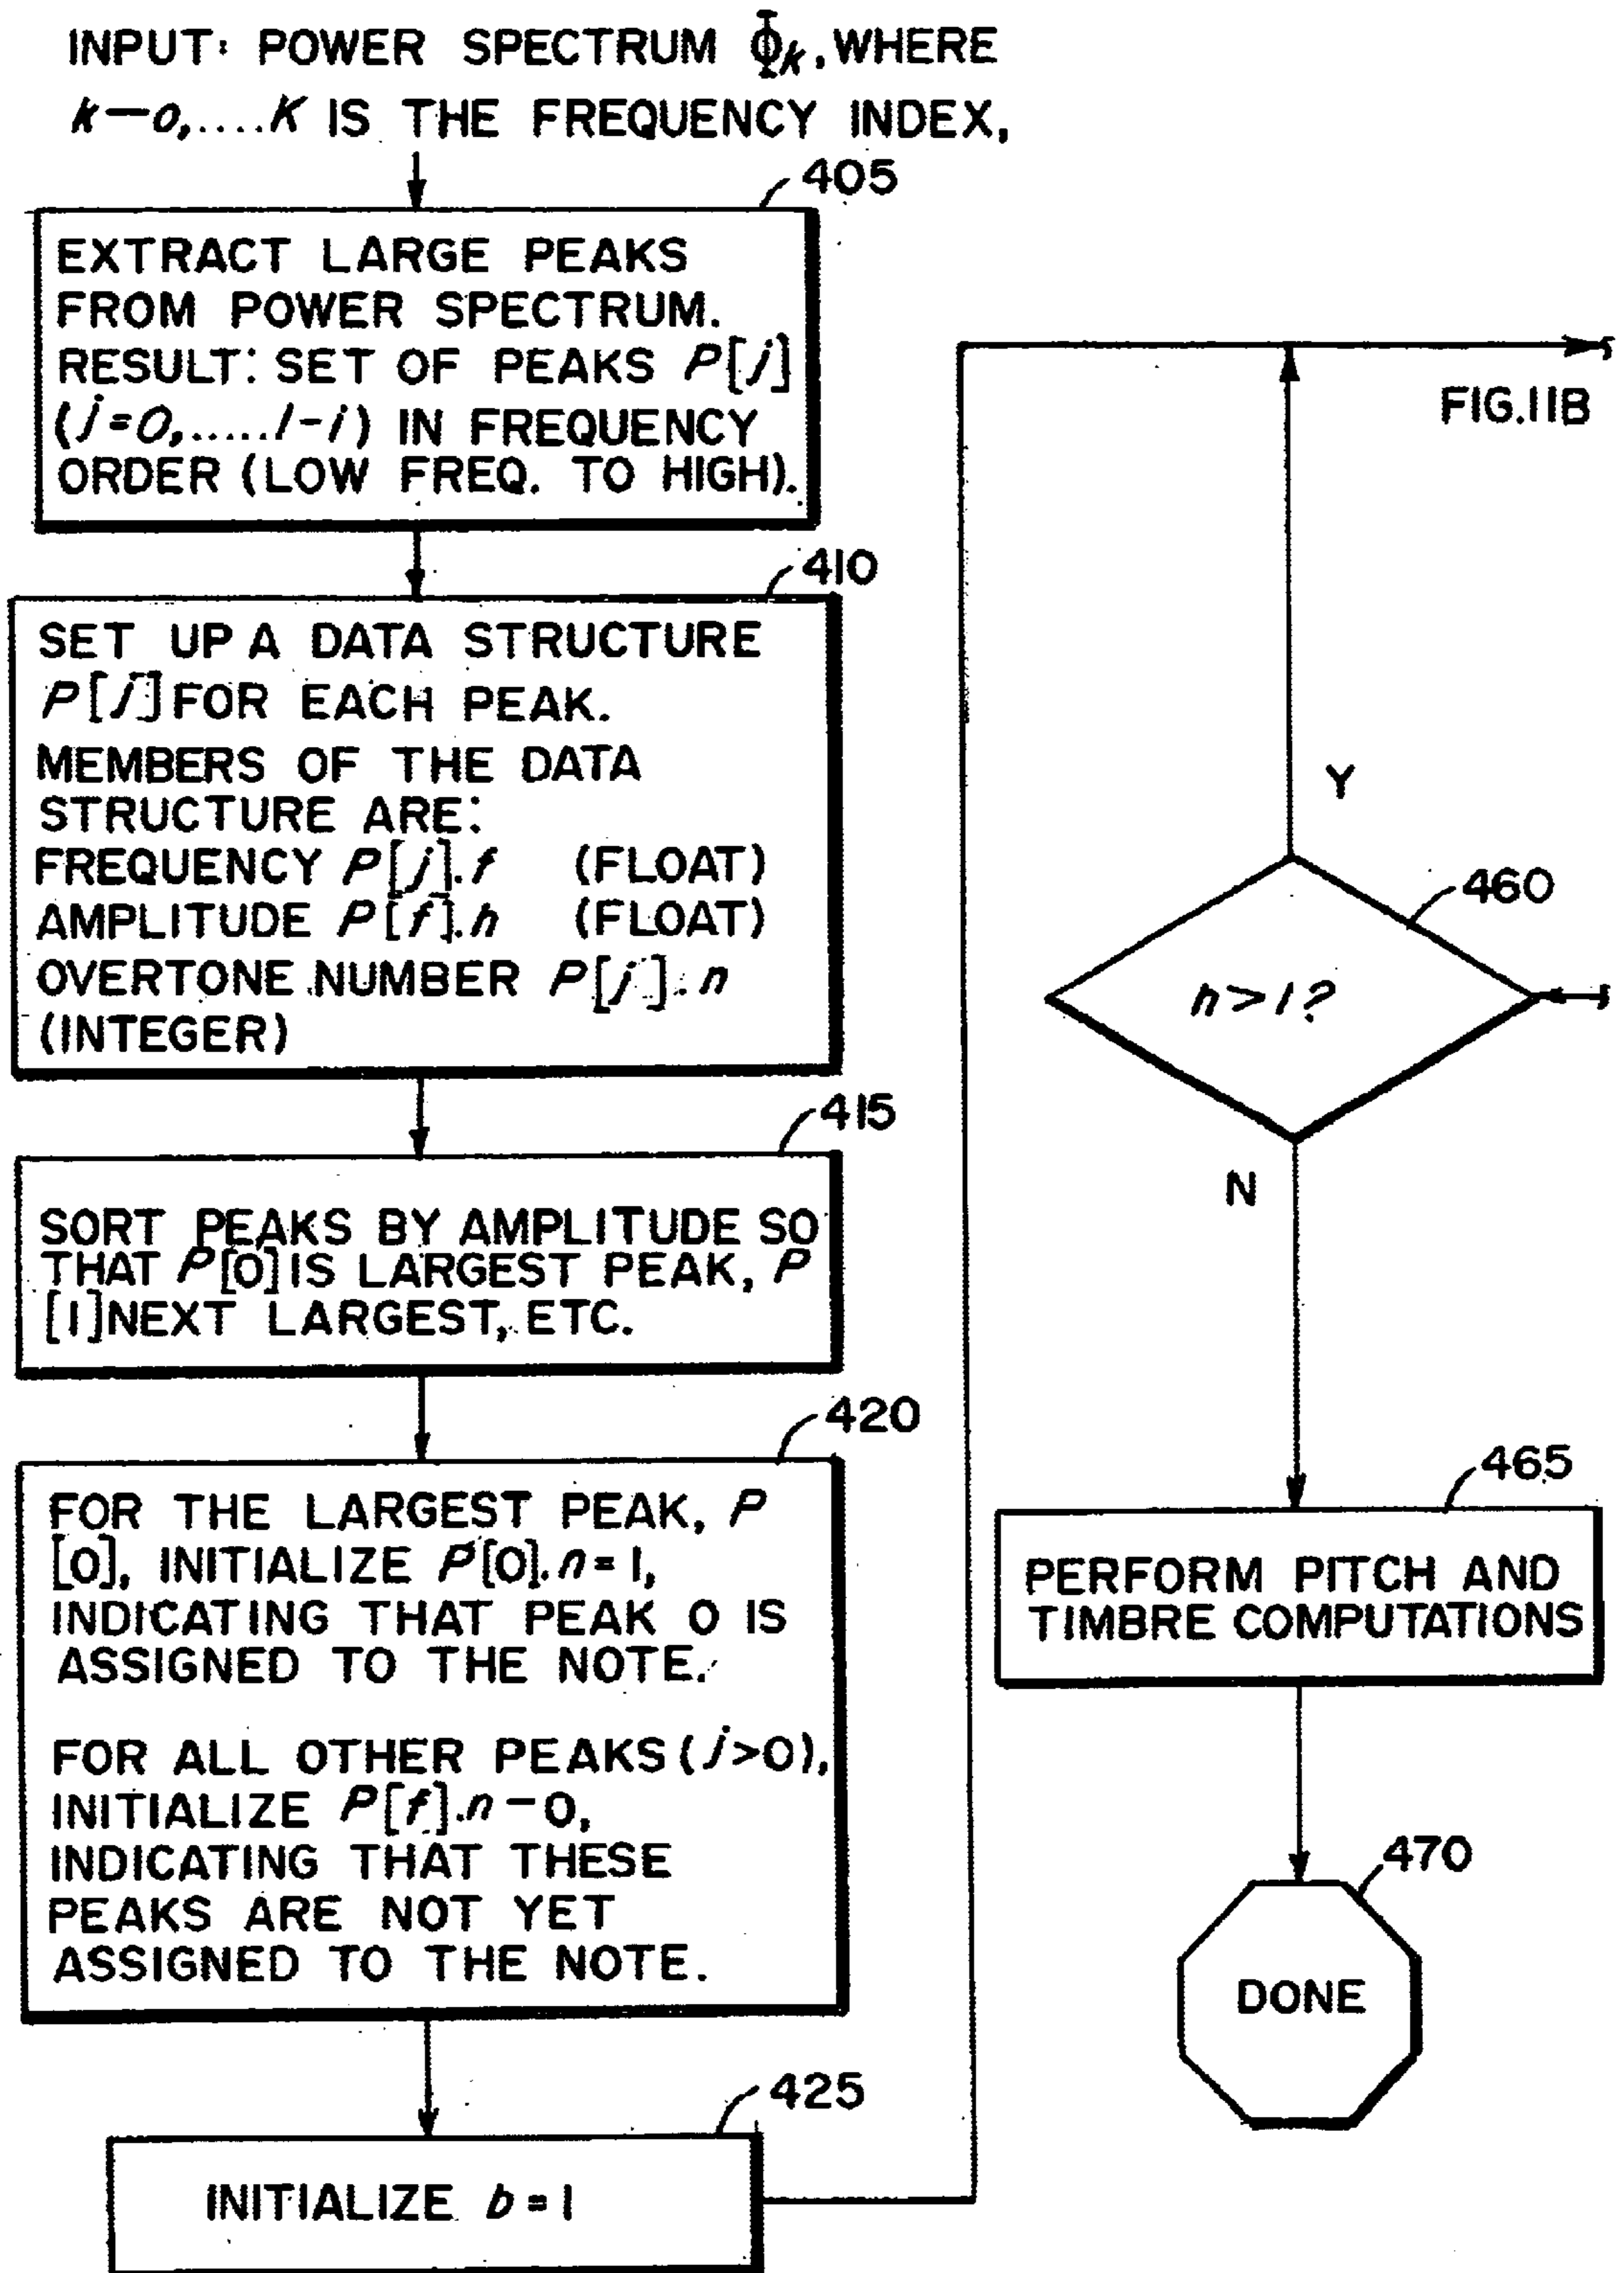 INPUT: POWER SPECTRUM Φk, WHERE
k—o,....K IS THE FREQUENCY INDEX,
405
EXTRACT LARGE PEAKS
FROM POWER SPECTRUM.
RESULT: SET OF PEAKS P[j]
(j=0,.....I-i) IN FREQUENCY
ORDER (LOW FREQ. TO HIGH).
410
SET UP A DATA STRUCTURE
P[j] FOR EACH PEAK.
MEMBERS OF THE DATA
STRUCTURE ARE:
FREQUENCY P[j].f (FLOAT)
AMPLITUDE P[f].h (FLOAT)
OVERTONE NUMBER P[j].n
(INTEGER)
415
SORT PEAKS BY AMPLITUDE SO
THAT P[0] IS LARGEST PEAK, P
[1] NEXT LARGEST, ETC.
420
FOR THE LARGEST PEAK, P
[0], INITIALIZE P[0].n=1,
INDICATING THAT PEAK 0 IS
ASSIGNED TO THE NOTE.
FOR ALL OTHER PEAKS (j>0),
INITIALIZE P[f].n—0,
INDICATING THAT THESE
PEAKS ARE NOT YET
ASSIGNED TO THE NOTE.
425
INITIALIZE b=1
FIG.11B
Y
460
h>1?
N
465
PERFORM PITCH AND
TIMBRE COMPUTATIONS
470
DONE